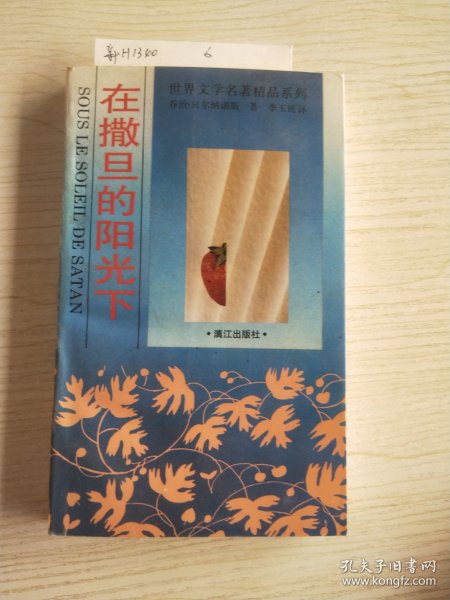 新H1340 6
世界文学名著精品系列
乔治·贝尔纳诺斯 著 李玉民译
在撒旦的阳光下
SOUS LE SOLEIL DE SATAN
·漓江出版社·
孔夫子旧书网
www.kongfz.com